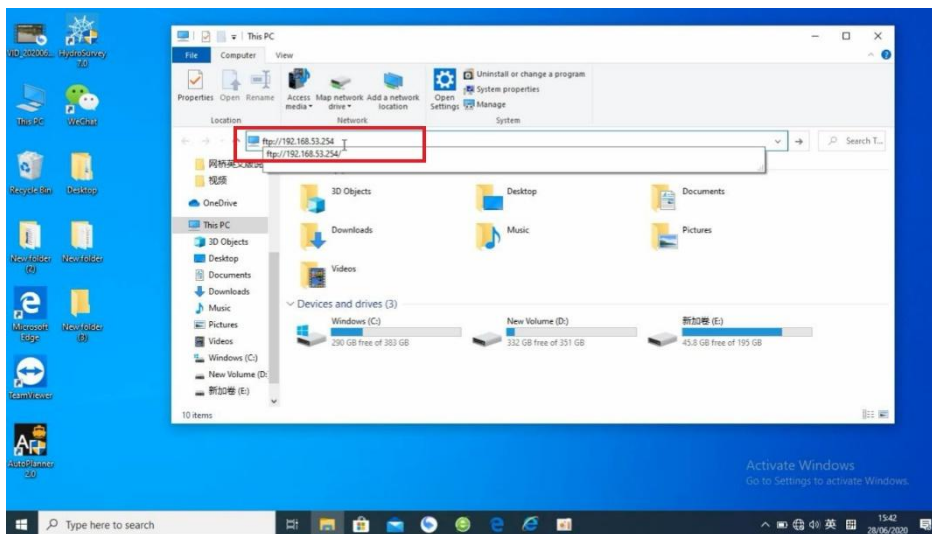 VID_202006...
HydroSurvey
7.0
This PC
WeChat
Recycle Bin
Desktop
New folder
(2)
New folder
Microsoft
Edge
New folder
(3)
TeamViewer
AutoPlanner
2.0
This PC
File
Computer
View
Properties
Open
Rename
Location
Access
media
Map network
drive
Add a network
location
Network
Open
Settings
Uninstall or change a program
System properties
Manage
System
ftp://192.168.53.254
Search T...
ftp://192.168.53.254/
视频
OneDrive
This PC
3D Objects
Desktop
Documents
Downloads
Music
Pictures
Videos
Windows (C:)
New Volume (D:
新加卷 (E:)
3D Objects
Desktop
Documents
Downloads
Music
Pictures
Videos
Devices and drives (3)
Windows (C:)
290 GB free of 383 GB
New Volume (D:)
332 GB free of 351 GB
新加卷 (E:)
45.8 GB free of 195 GB
10 items
Activate Windows
Go to Settings to activate Windows.
Type here to search
英
15:42
28/06/2020